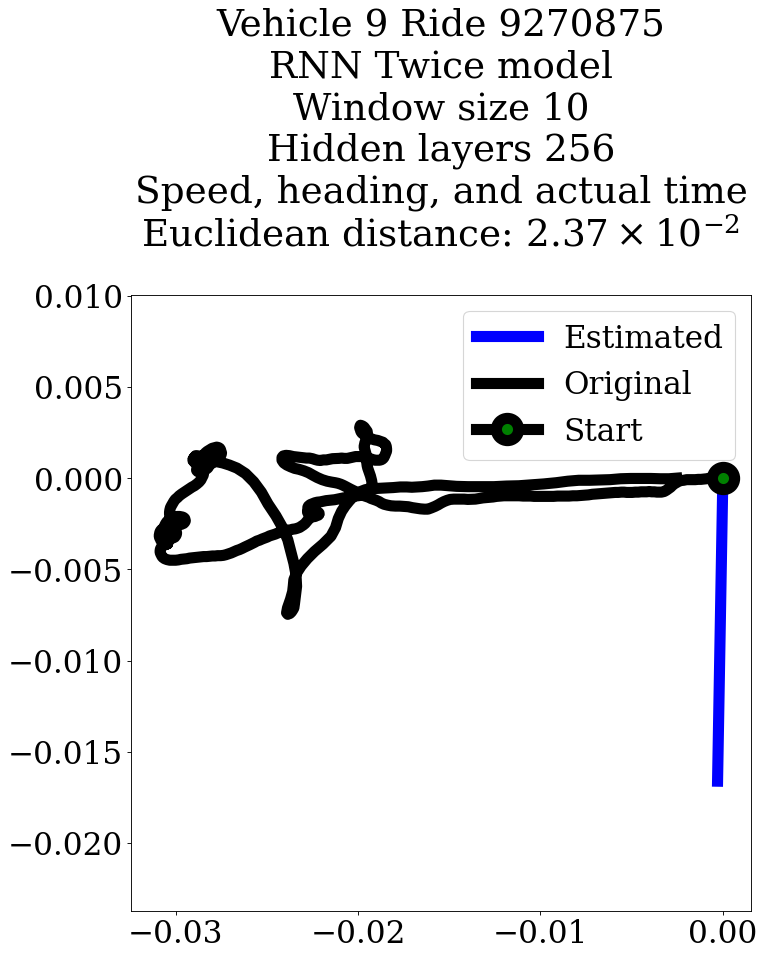 Vehicle 9 Ride 9270875
RNN Twice model
Window size 10
Hidden layers 256
Speed, heading, and actual time
Euclidean distance: 2.37 × 10⁻²
Estimated
Original
Start
0.010
0.005
0.000
−0.005
−0.010
−0.015
−0.020
−0.03 −0.02 −0.01 0.00